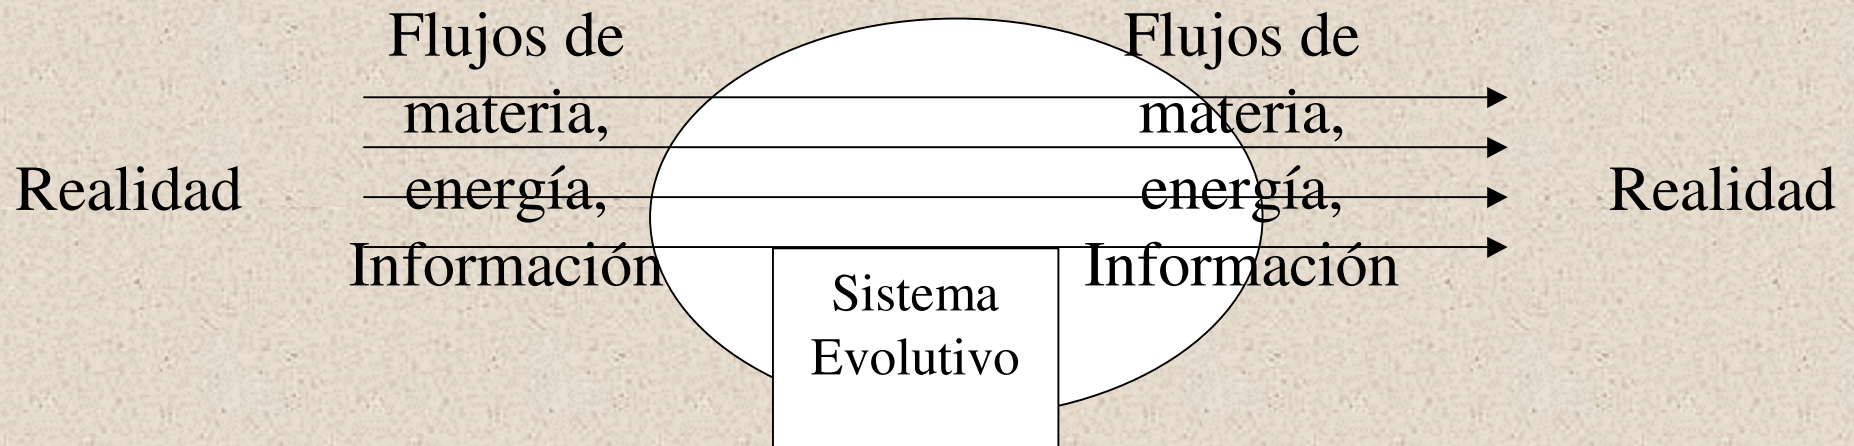 Realidad
Flujos de
materia,
energía,
Información
Sistema
Evolutivo
Flujos de
materia,
energía,
Información
Realidad